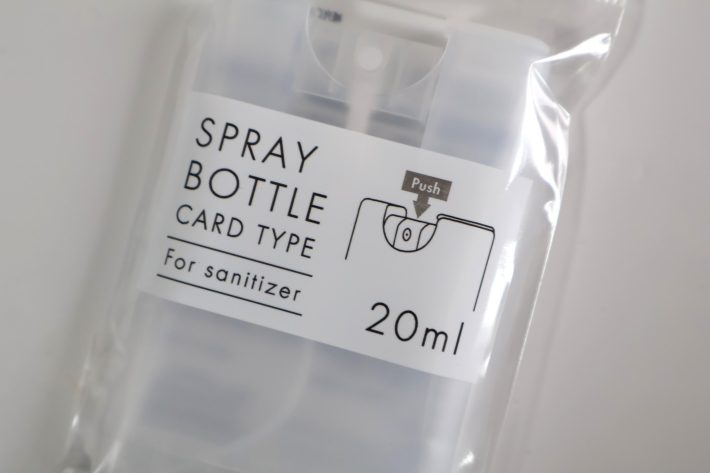 SPRAY
BOTTLE
CARD TYPE
For sanitizer
Push
20ml